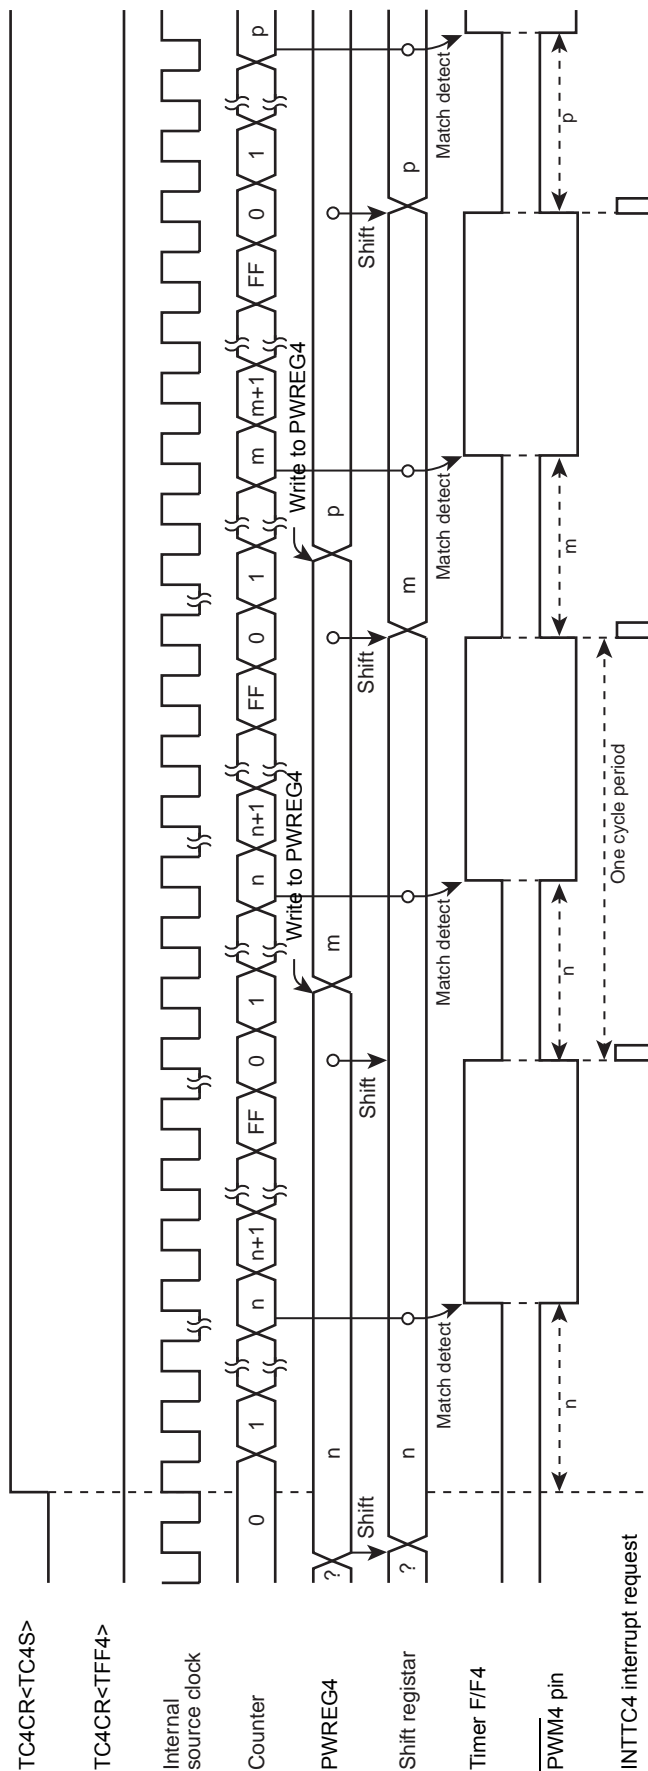 TC4CR<TC4S>
TC4CR<TFF4>
Internal
source clock
Counter
0 1 n n+1 FF 0 1 n n+1 FF 0 1 m m+1 FF 0 1 p
Write to PWREG4
Write to PWREG4
PWREG4
? n m p
Shift
Shift
Shift
Shift
Shift registar
? n m p
Match detect
Match detect
Match detect
Match detect
Timer F/F4
PWM4 pin
n n m p
One cycle period
INTTC4 interrupt request